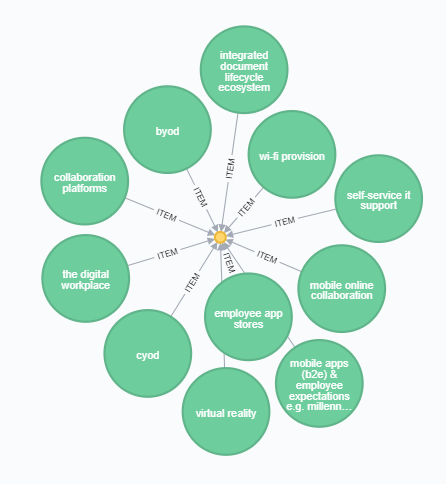 integrated
document
lifecycle
ecosystem
byod
wi-fi provision
collaboration
platforms
self-service it
support
ITEM
ITEM
ITEM
ITEM
ITEM
ITEM
ITEM
ITEM
ITEM
ITEM
the digital
workplace
mobile online
collaboration
employee app
stores
cyod
mobile apps
(b2e) &
employee
expectations
e.g. millenn...
virtual reality